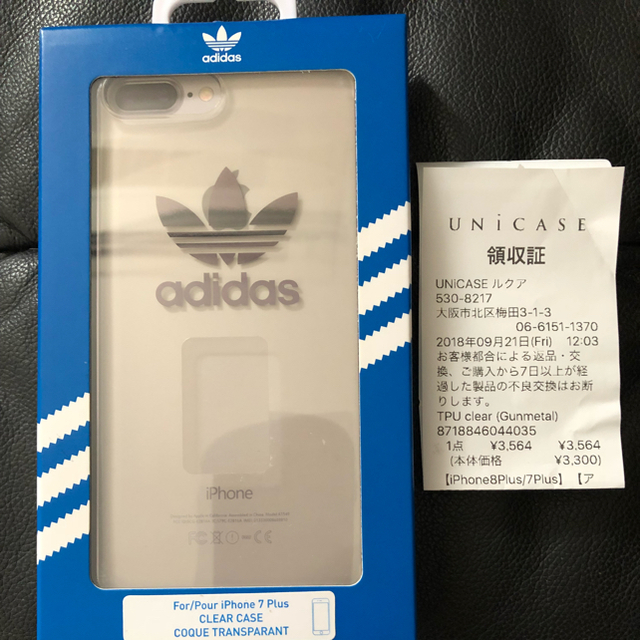 adidas
adidas
iPhone
For/Pour iPhone 7 Plus
CLEAR CASE
COQUE TRANSPARANT
UNiCASE
領収証
UNiCASE ルクア
530-8217
大阪市北区梅田3-1-3
06-6151-1370
2018年09月21日(Fri) 12:03
お客様都合による返品・交
換、ご購入から7日以上が経
過した製品の不良交換はお断
りします。
TPU clear (Gunmetal)
8718846044035
1点 ¥3,564 ¥3,564
(本体価格 ¥3,300)
【iPhone8Plus/7Plus】【ア